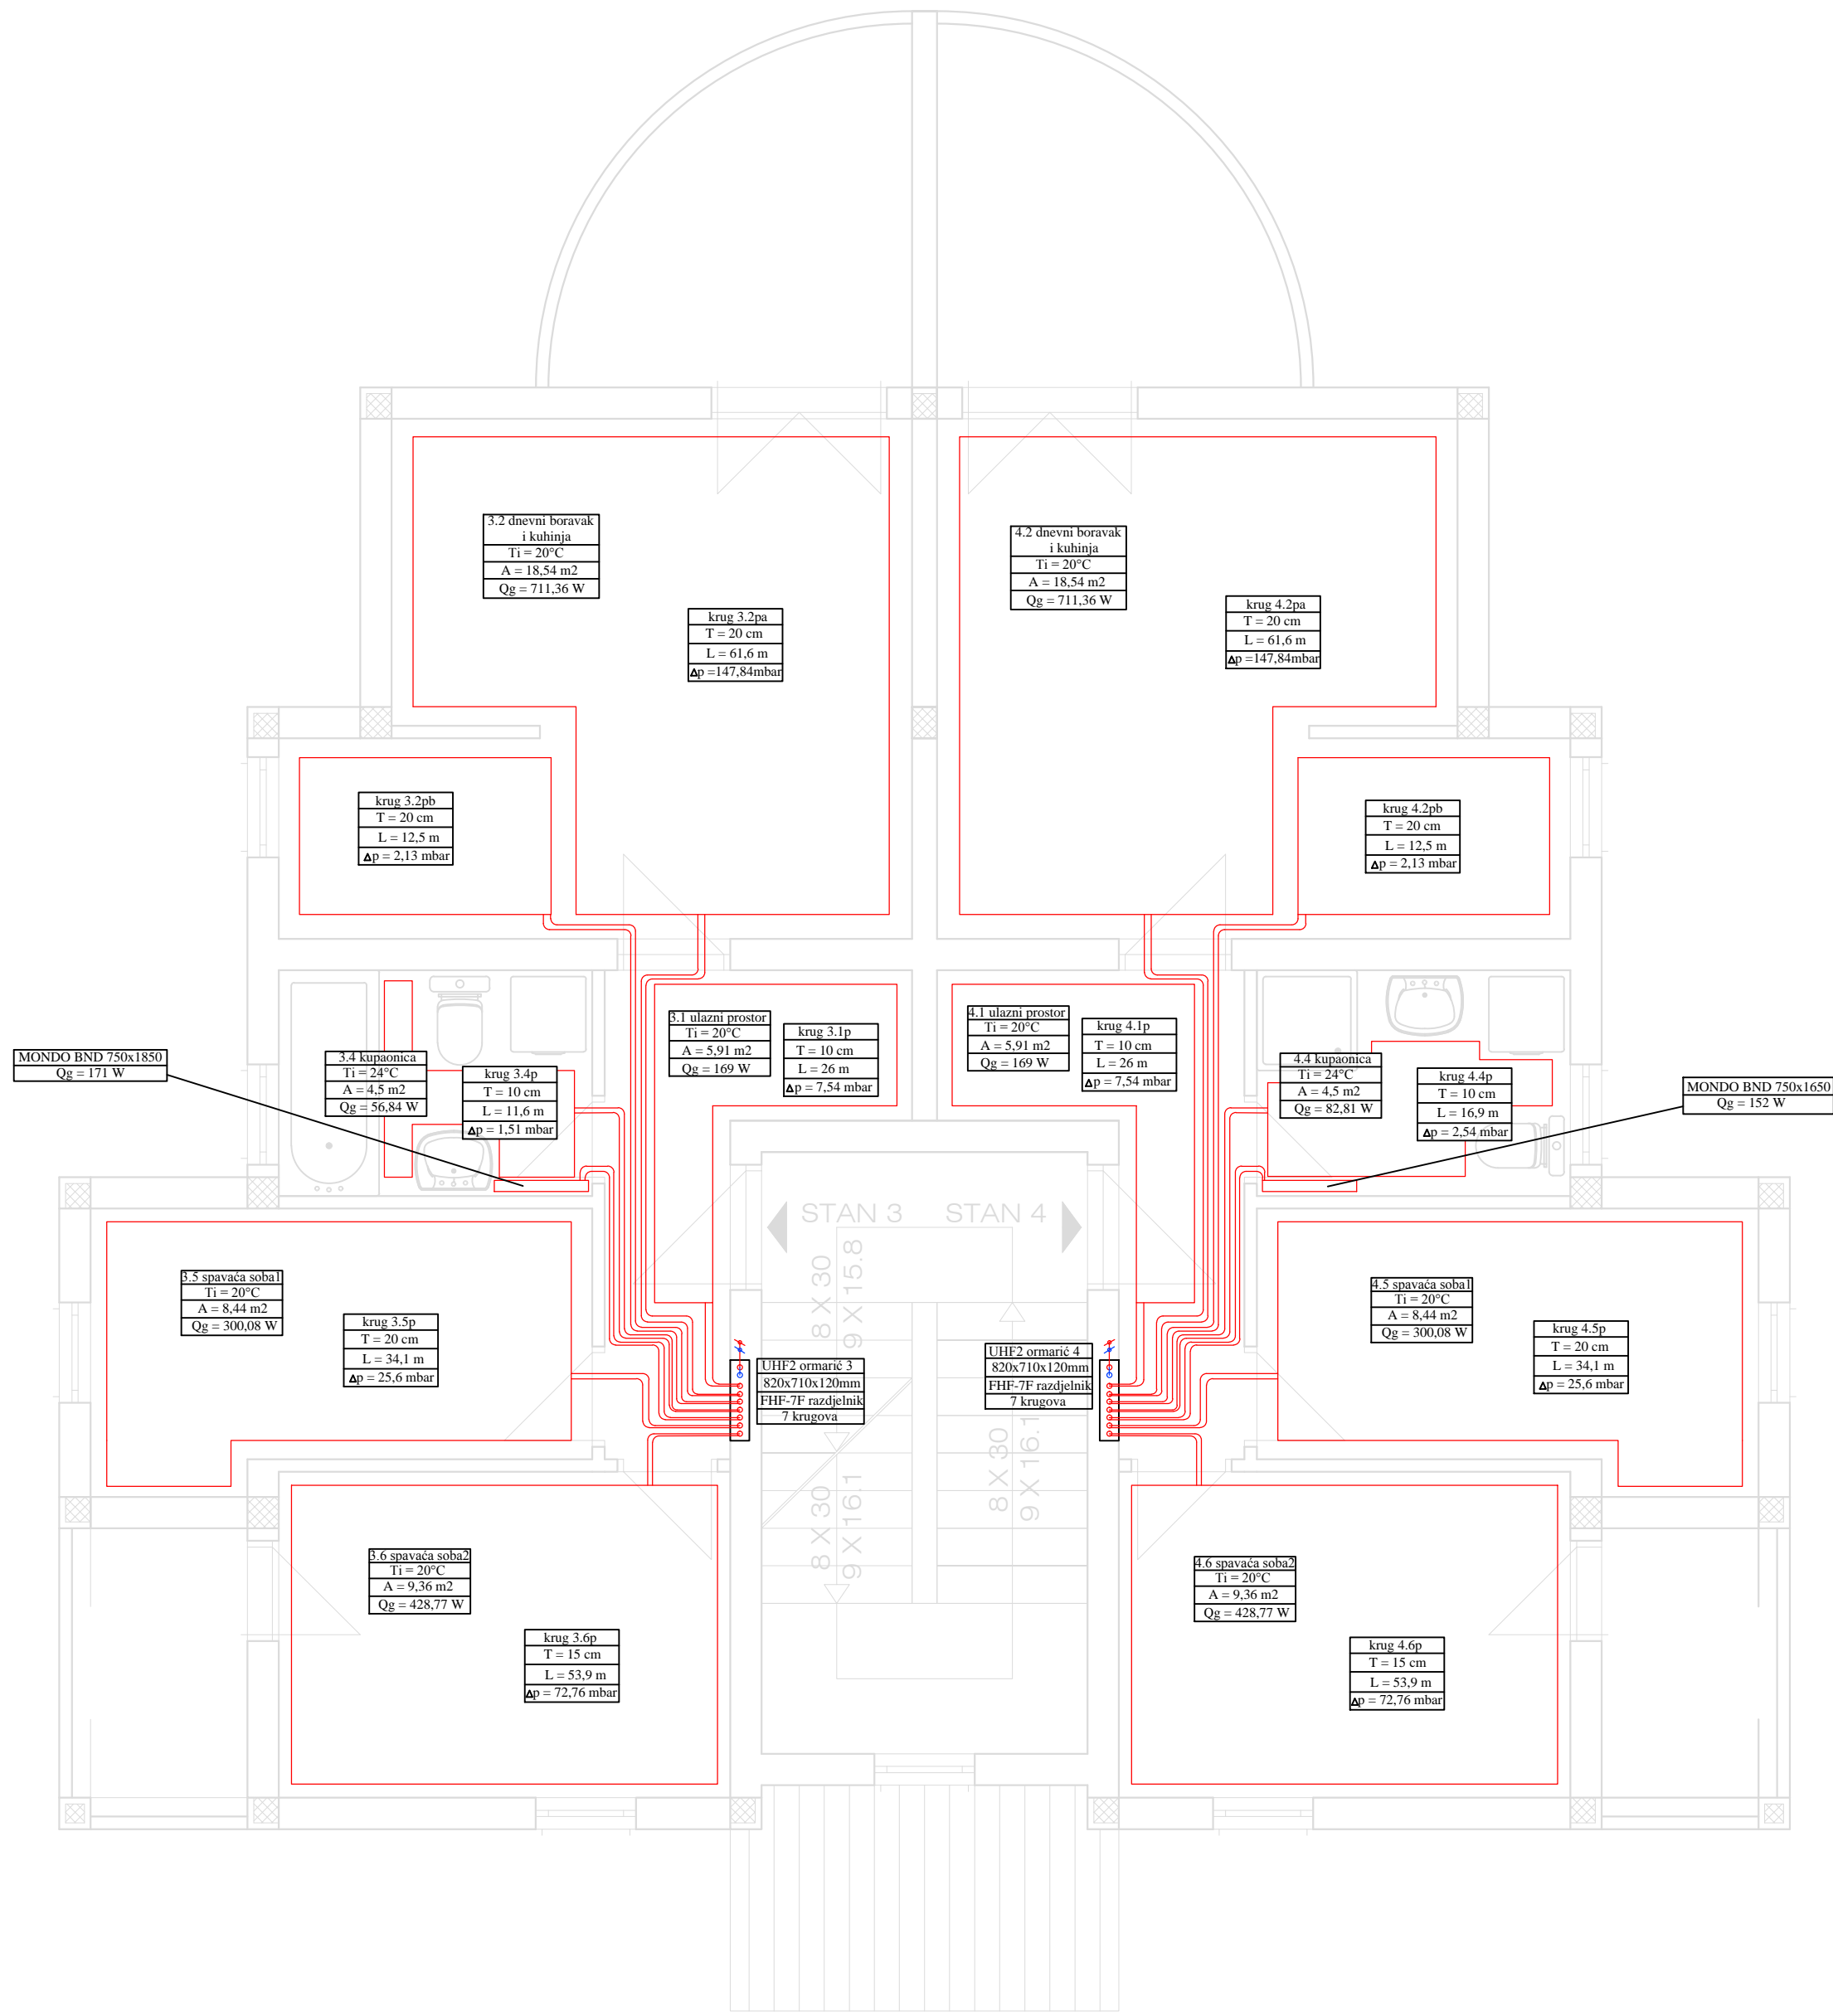 3.2 dnevni boravak
i kuhinja
Ti = 20°C
A = 18,54 m2
Qg = 711,36 W
4.2 dnevni boravak
i kuhinja
Ti = 20°C
A = 18,54 m2
Qg = 711,36 W
krug 3.2pa
T = 20 cm
L = 61,6 m
Δp =147,84mbar
krug 4.2pa
T = 20 cm
L = 61,6 m
Δp =147,84mbar
krug 3.2pb
T = 20 cm
L = 12,5 m
Δp = 2,13 mbar
krug 4.2pb
T = 20 cm
L = 12,5 m
Δp = 2,13 mbar
MONDO BND 750x1850
Qg = 171 W
3.4 kupaonica
Ti = 24°C
A = 4,5 m2
Qg = 56,84 W
krug 3.4p
T = 10 cm
L = 11,6 m
Δp = 1,51 mbar
3.1 ulazni prostor
Ti = 20°C
A = 5,91 m2
Qg = 169 W
krug 3.1p
T = 10 cm
L = 26 m
Δp = 7,54 mbar
4.1 ulazni prostor
Ti = 20°C
A = 5,91 m2
Qg = 169 W
krug 4.1p
T = 10 cm
L = 26 m
Δp = 7,54 mbar
4.4 kupaonica
Ti = 24°C
A = 4,5 m2
Qg = 82,81 W
krug 4.4p
T = 10 cm
L = 16,9 m
Δp = 2,54 mbar
MONDO BND 750x1650
Qg = 152 W
STAN 3
STAN 4
8 X 30
9 X 15.8
3.5 spavaća soba1
Ti = 20°C
A = 8,44 m2
Qg = 300,08 W
krug 3.5p
T = 20 cm
L = 34,1 m
Δp = 25,6 mbar
UHF2 ormarić 3
820x710x120mm
FHF-7F razdjelnik
7 krugova
UHF2 ormarić 4
820x710x120mm
FHF-7F razdjelnik
7 krugova
4.5 spavaća soba1
Ti = 20°C
A = 8,44 m2
Qg = 300,08 W
krug 4.5p
T = 20 cm
L = 34,1 m
Δp = 25,6 mbar
8 X 30
9 X 16.1
8 X 30
9 X 16.1
3.6 spavaća soba2
Ti = 20°C
A = 9,36 m2
Qg = 428,77 W
krug 3.6p
T = 15 cm
L = 53,9 m
Δp = 72,76 mbar
4.6 spavaća soba2
Ti = 20°C
A = 9,36 m2
Qg = 428,77 W
krug 4.6p
T = 15 cm
L = 53,9 m
Δp = 72,76 mbar